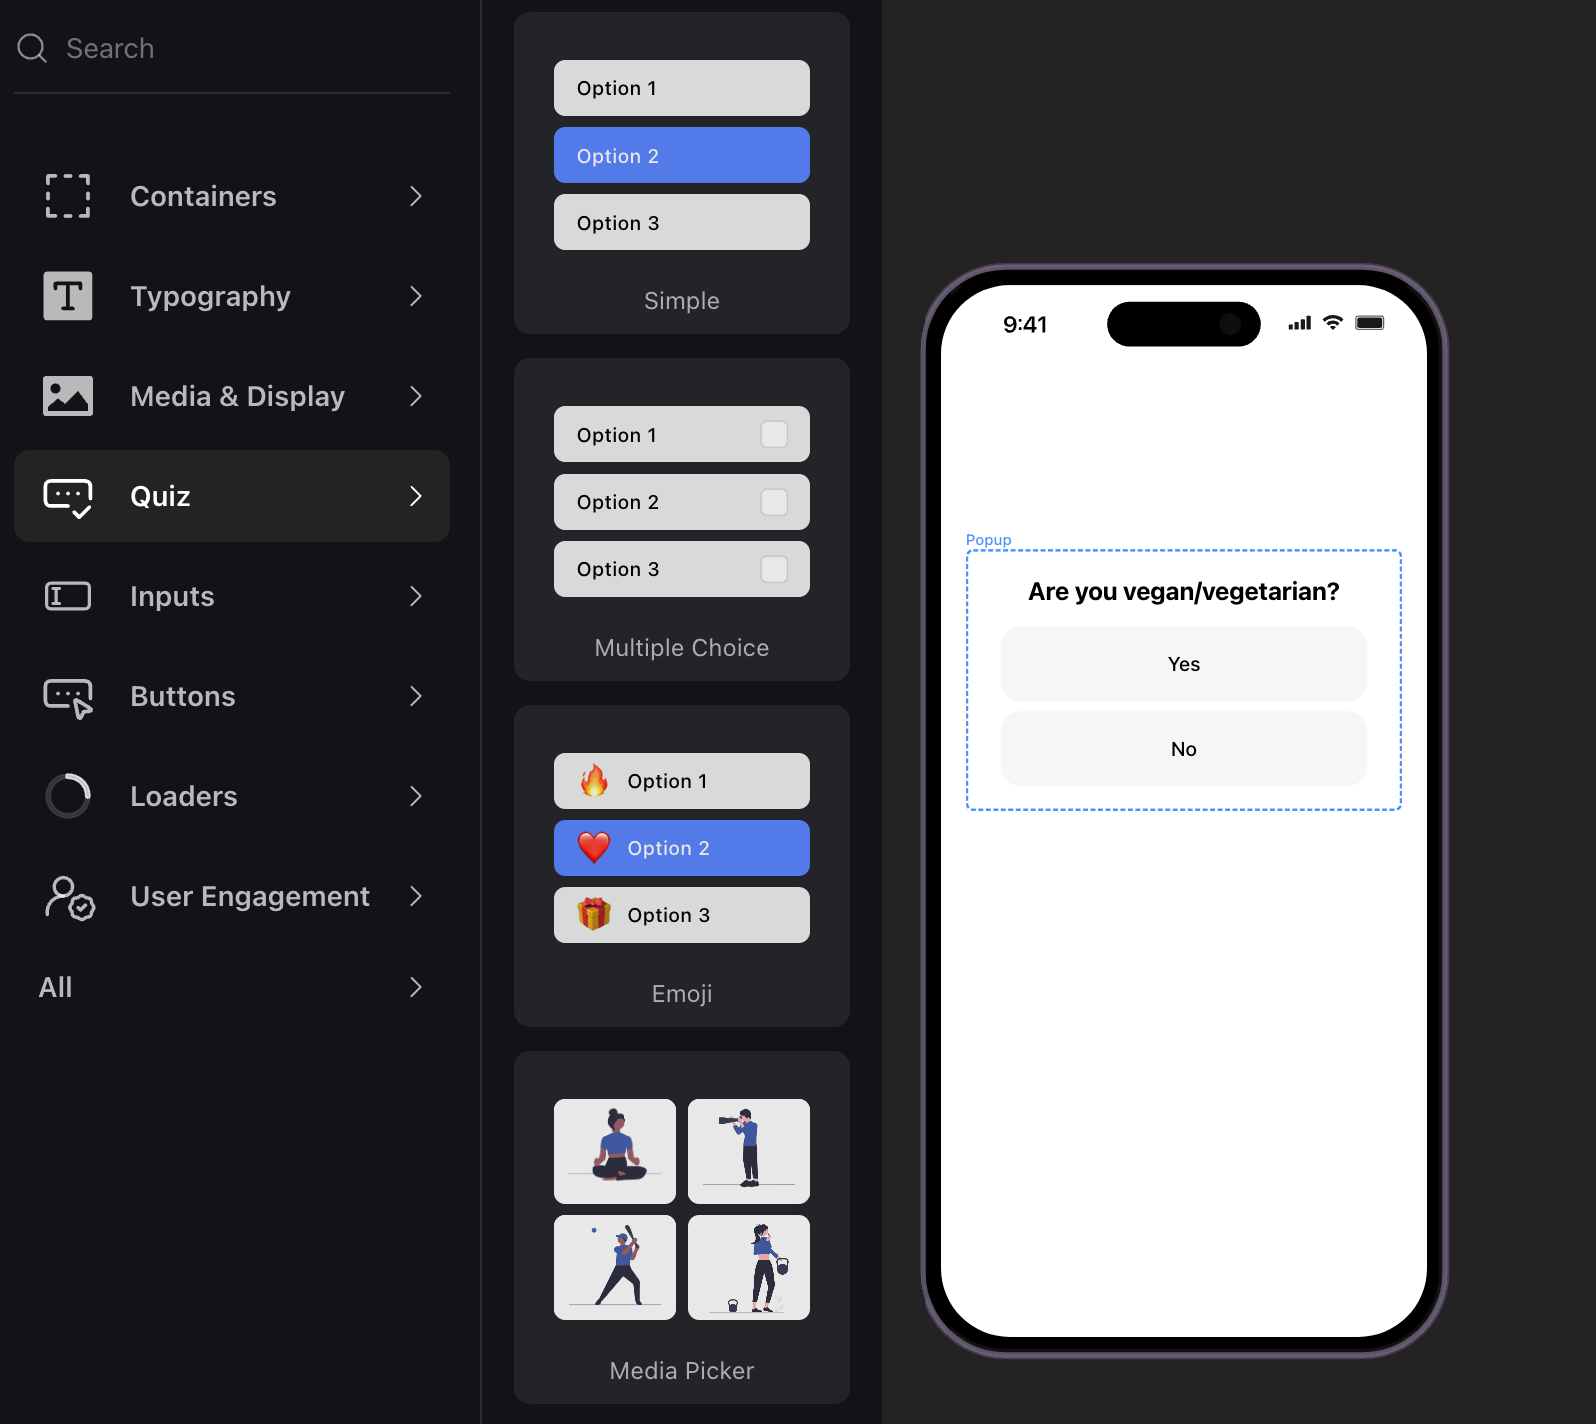 Search
Containers
Typography
Media & Display
Quiz
Inputs
Buttons
Loaders
User Engagement
All
Option 1
Option 2
Option 3
Simple
Option 1
Option 2
Option 3
Multiple Choice
Option 1
Option 2
Option 3
Emoji
Media Picker
9:41
Popup
Are you vegan/vegetarian?
Yes
No